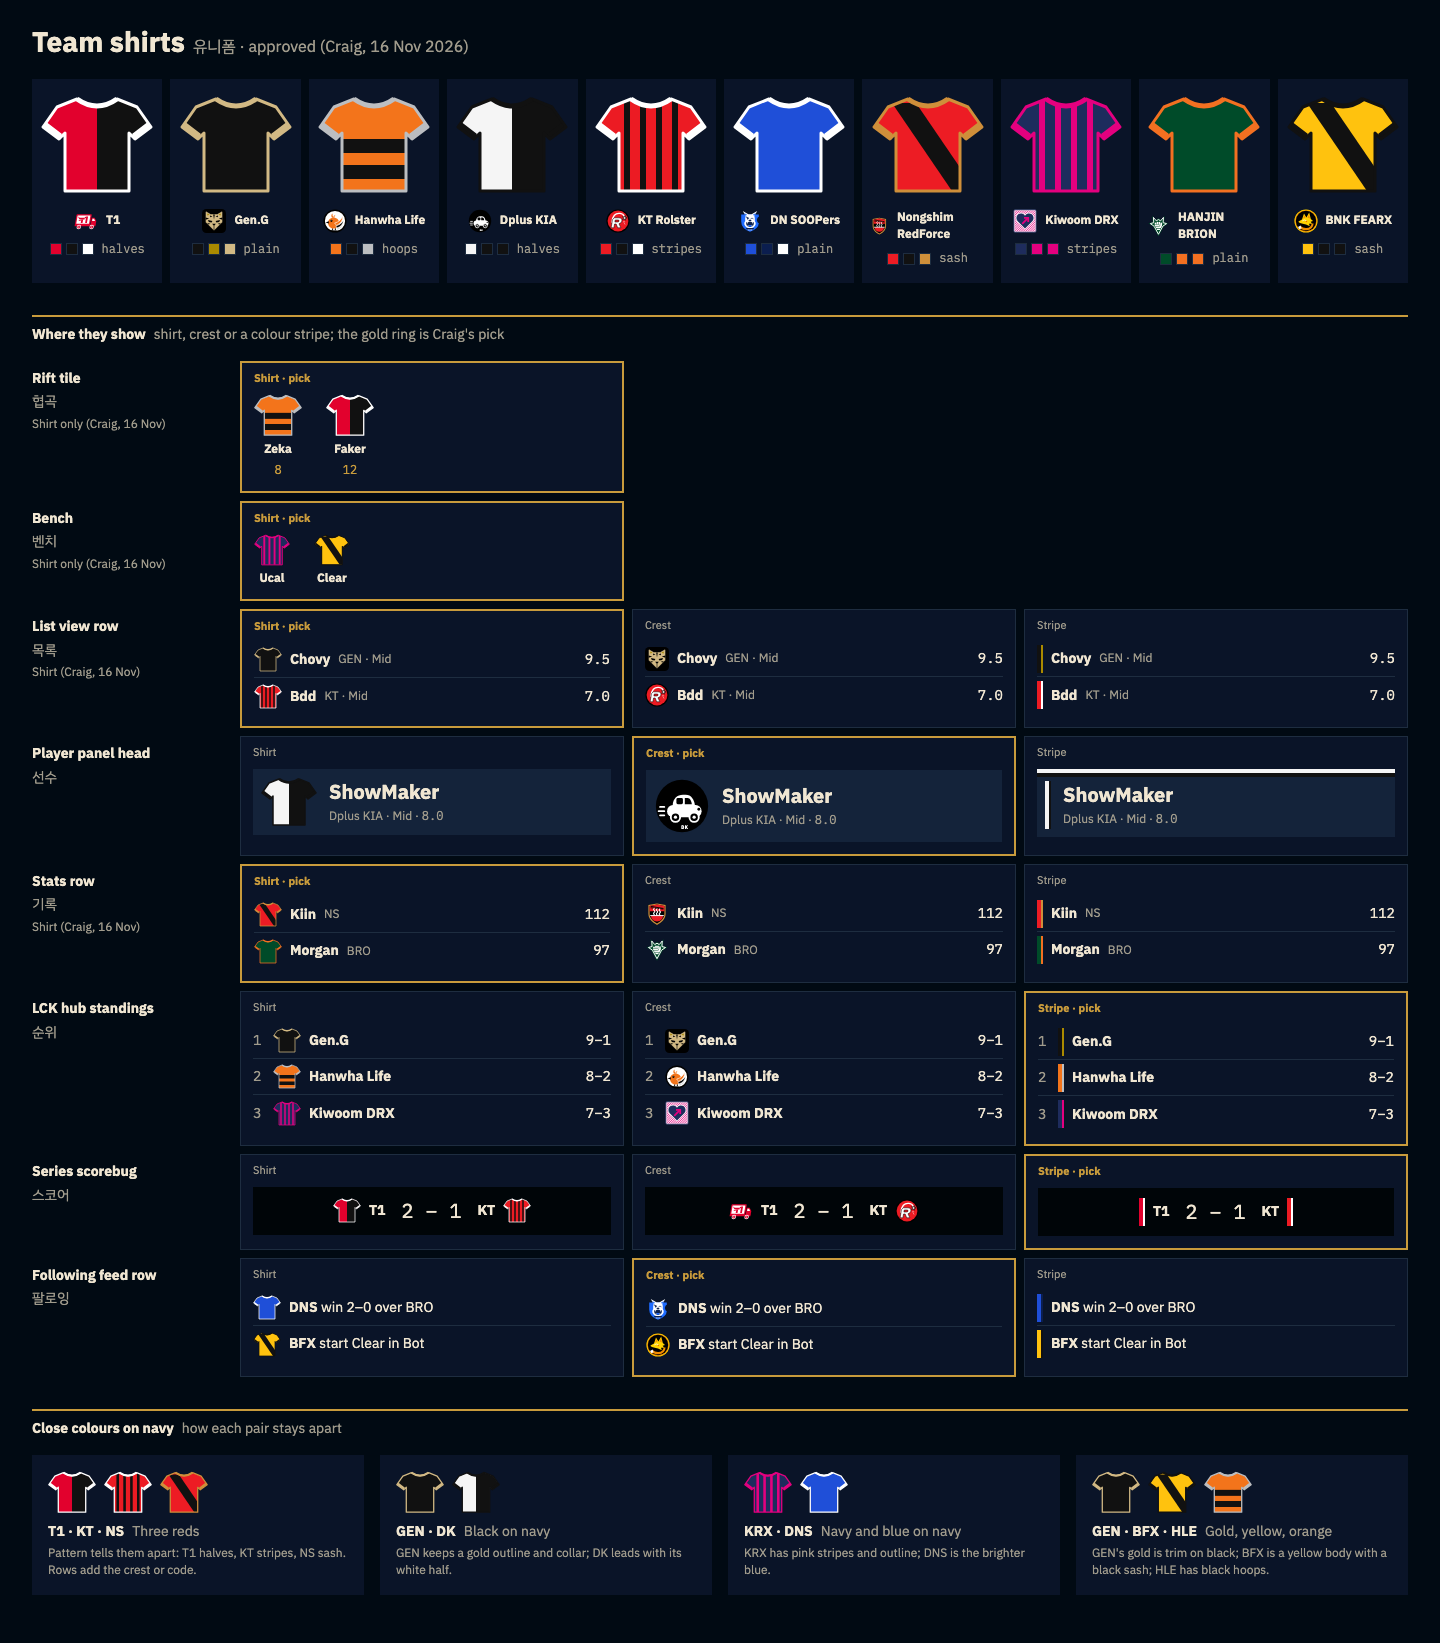 Team shirts 유니폼 · approved (Craig, 16 Nov 2026)
T1
halves
Gen.G
plain
Hanwha Life
hoops
Dplus KIA
halves
KT Rolster
stripes
DN SOOPers
plain
Nongshim
RedForce
sash
Kiwoom DRX
stripes
HANJIN
BRION
plain
BNK FEARX
sash
Where they show shirt, crest or a colour stripe; the gold ring is Craig's pick
Rift tile
협곡
Shirt only (Craig, 16 Nov)
Shirt · pick
Zeka Faker
8 12
Bench
벤치
Shirt only (Craig, 16 Nov)
Shirt · pick
Ucal Clear
List view row
목록
Shirt (Craig, 16 Nov)
Shirt · pick
Chovy GEN · Mid 9.5
Bdd KT · Mid 7.0
Crest
Chovy GEN · Mid 9.5
Bdd KT · Mid 7.0
Stripe
Chovy GEN · Mid 9.5
Bdd KT · Mid 7.0
Player panel head
선수
Shirt
ShowMaker
Dplus KIA · Mid · 8.0
Crest · pick
DK
ShowMaker
Dplus KIA · Mid · 8.0
Stripe
ShowMaker
Dplus KIA · Mid · 8.0
Stats row
기록
Shirt (Craig, 16 Nov)
Shirt · pick
Kiin NS 112
Morgan BRO 97
Crest
Kiin NS 112
Morgan BRO 97
Stripe
Kiin NS 112
Morgan BRO 97
LCK hub standings
순위
Shirt
1 Gen.G 9–1
2 Hanwha Life 8–2
3 Kiwoom DRX 7–3
Crest
1 Gen.G 9–1
2 Hanwha Life 8–2
3 Kiwoom DRX 7–3
Stripe · pick
1 Gen.G 9–1
2 Hanwha Life 8–2
3 Kiwoom DRX 7–3
Series scorebug
스코어
Shirt
T1 2 – 1 KT
Crest
T1 2 – 1 KT
Stripe · pick
T1 2 – 1 KT
Following feed row
팔로잉
Shirt
DNS win 2–0 over BRO
BFX start Clear in Bot
Crest · pick
DNS win 2–0 over BRO
BFX start Clear in Bot
Stripe
DNS win 2–0 over BRO
BFX start Clear in Bot
Close colours on navy how each pair stays apart
T1 · KT · NS Three reds
Pattern tells them apart: T1 halves, KT stripes, NS sash.
Rows add the crest or code.
GEN · DK Black on navy
GEN keeps a gold outline and collar; DK leads with its
white half.
KRX · DNS Navy and blue on navy
KRX has pink stripes and outline; DNS is the brighter
blue.
GEN · BFX · HLE Gold, yellow, orange
GEN's gold is trim on black; BFX is a yellow body with a
black sash; HLE has black hoops.